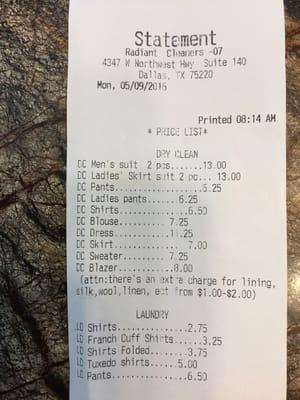 Statement
Radiant Cleaners -07
4347 W Northwest Hwy Suite 140
Dallas, TX 75220
Mon, 05/09/2016
Printed 08:14 AM
* PRICE LIST*
DRY CLEAN
DC Men's suit 2 pcs.......13.00
DC Ladies' Skirt suit 2 pc... 13.00
DC Pants..................6.25
DC Ladies pants.......6.25
DC Shirts................6.50
DC Blouse............. 7.25
DC Dress..............11.25
DC Skirt............. 7.00
DC Sweater........... 7.25
DC Blazer............8.00
(attn:there's an extra charge for lining,
silk,wool,linen, ect from $1.00-$2.00)
LAUNDRY
LD Shirts...............2.75
LD Franch Cuff Shirts......3.25
LD Shirts Folded........3.75
LD Tuxedo shirts......5.00
LD Pants................6.50